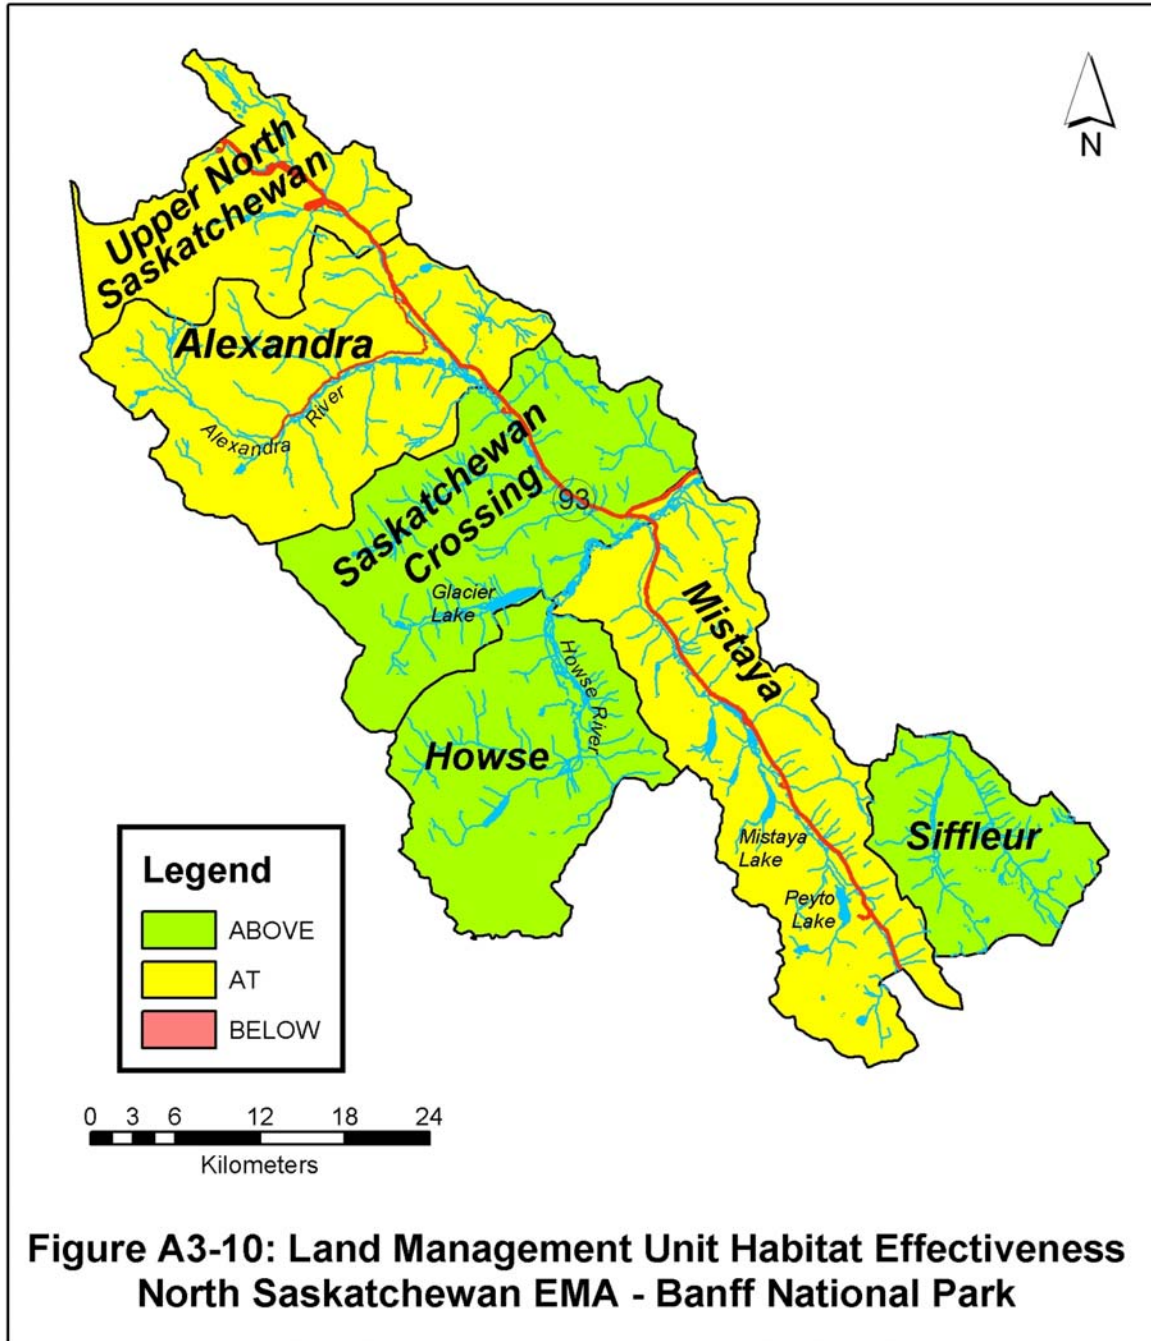 N
Upper North
Saskatchewan
Alexandra
Alexandra River
Saskatchewan
Crossing
93
Glacier
Lake
Mistaya
Howse River
Howse
Siffleur
Mistaya
Lake
Peyto
Lake
Legend
ABOVE
AT
BELOW
0 3 6 12 18 24
Kilometers
Figure A3-10: Land Management Unit Habitat Effectiveness
North Saskatchewan EMA - Banff National Park